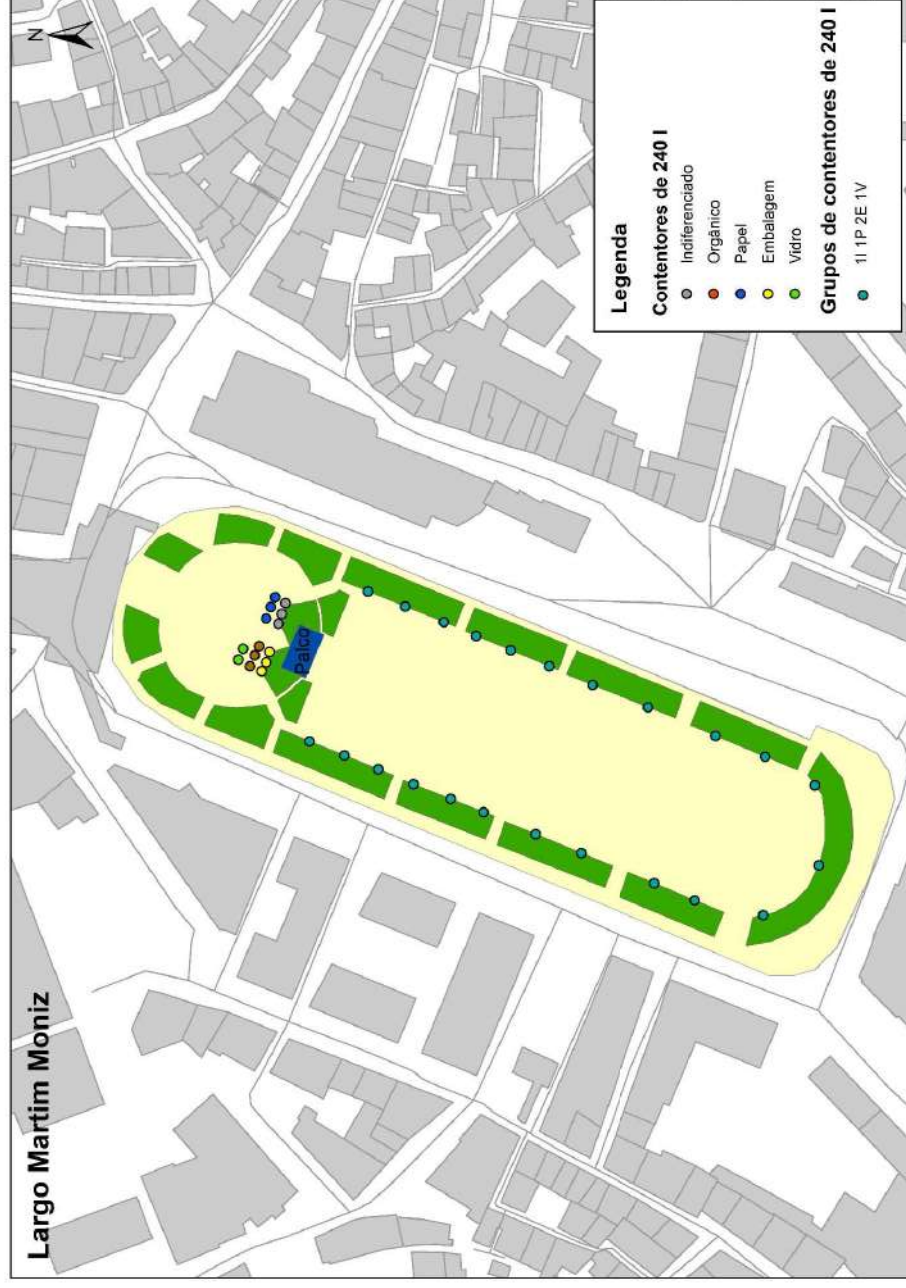 Largo Martim Moniz
N
Palco
Legenda
Contentores de 240 l
Indiferenciado
Orgânico
Papel
Embalagem
Vidro
Grupos de contentores de 240 l
1I 1P 2E 1V